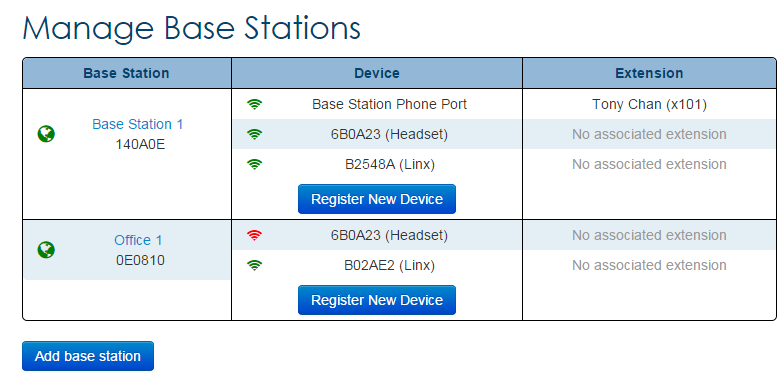 Manage Base Stations
Base Station Device Extension
Base Station Phone Port Tony Chan (x101)
Base Station 1
140A0E
6B0A23 (Headset) No associated extension
B2548A (Linx) No associated extension
Register New Device
Office 1
0E0810
6B0A23 (Headset) No associated extension
B02AE2 (Linx) No associated extension
Register New Device
Add base station